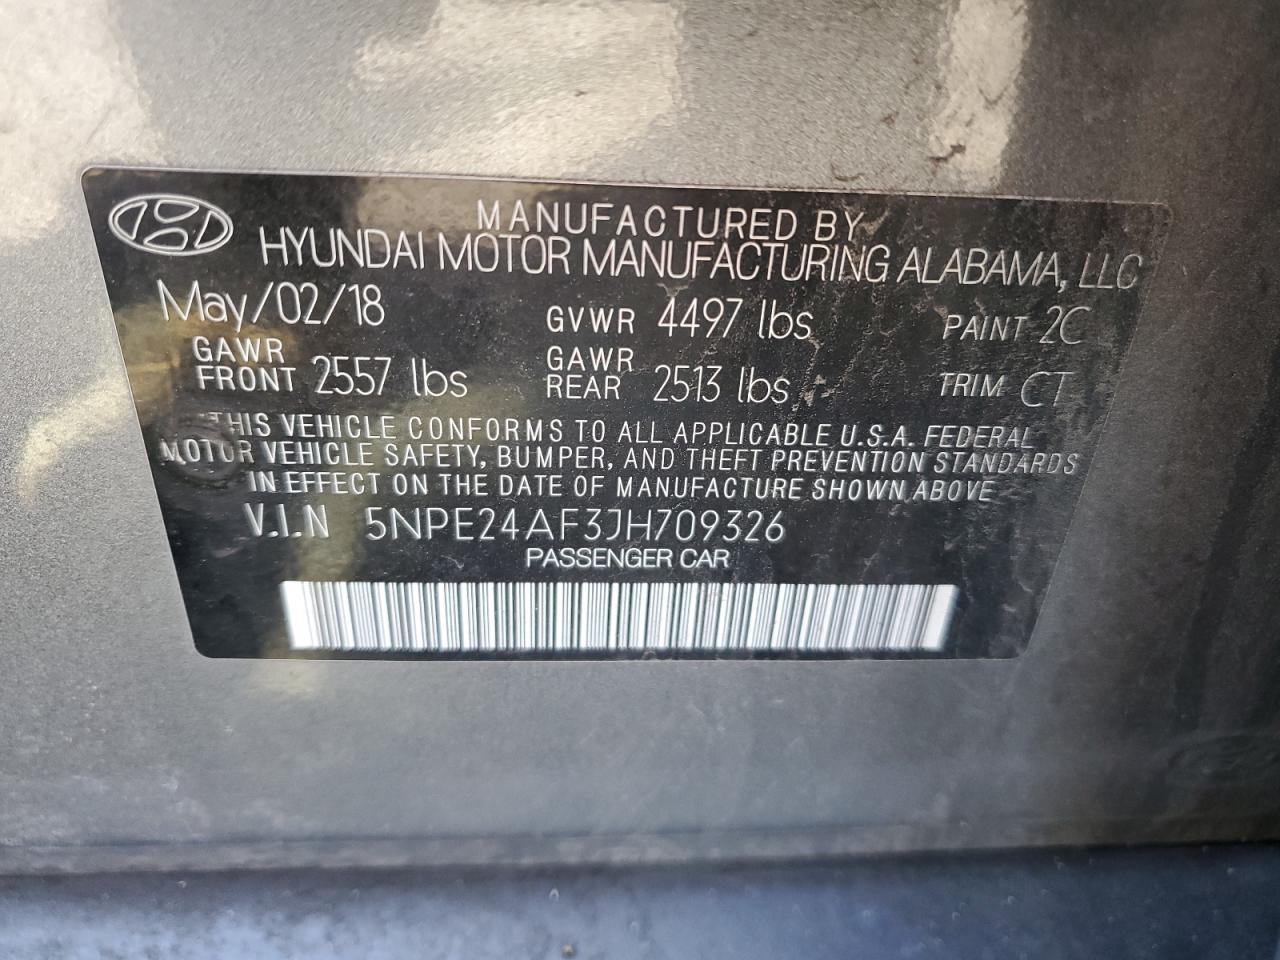 MANUFACTURED BY
HYUNDAI MOTOR MANUFACTURING ALABAMA, LLC
May/02/18 GVWR 4497 lbs PAINT 2C
GAWR FRONT 2557 lbs GAWR REAR 2513 lbs TRIM CT
THIS VEHICLE CONFORMS TO ALL APPLICABLE U.S.A. FEDERAL
MOTOR VEHICLE SAFETY, BUMPER, AND THEFT PREVENTION STANDARDS
IN EFFECT ON THE DATE OF MANUFACTURE SHOWN ABOVE
V.I.N 5NPE24AF3JH709326
PASSENGER CAR